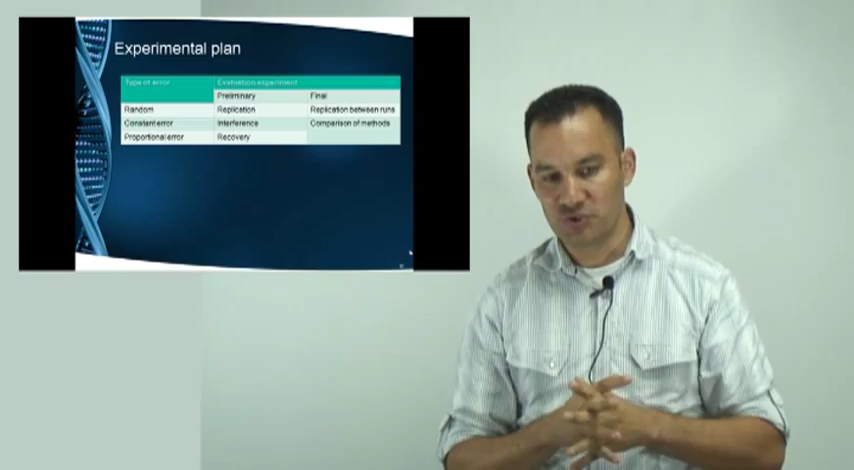 Experimental plan
Type of error Evaluation experiment
Preliminary Final
Random Replication Replication between runs
Constant error Interference Comparison of methods
Proportional error Recovery